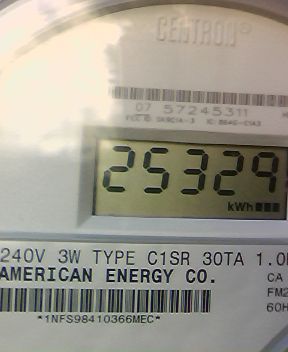 CENTRON®
07 57245311
25329
kWh
240V 3W TYPE C1SR 30TA 1.0
AMERICAN ENERGY CO.
CA
FM2
60H
*1NFS98410366MEC*